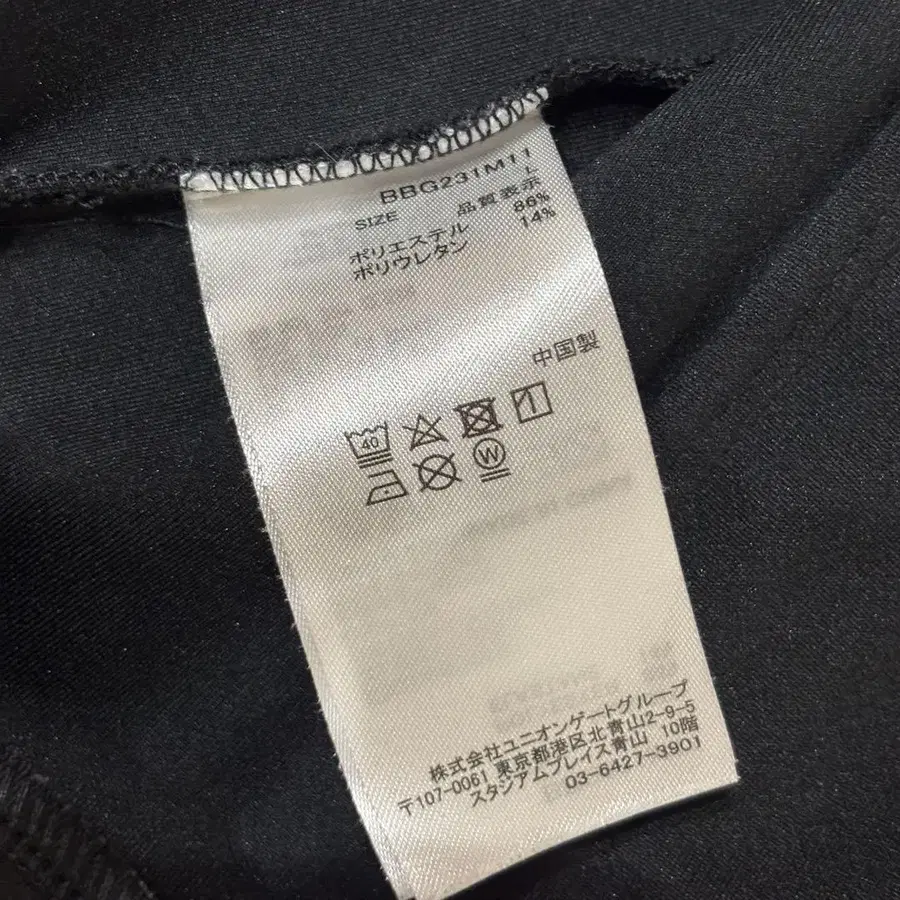 BBG231M11
SIZE L
品質表示
ポリエステル 86%
ポリウレタン 14%
中国製
40
W
株式会社ユニオンゲートグループ
〒107-0061 東京都港区北青山2-9-5
スタジアムプレイス青山 10階
03-6427-3901